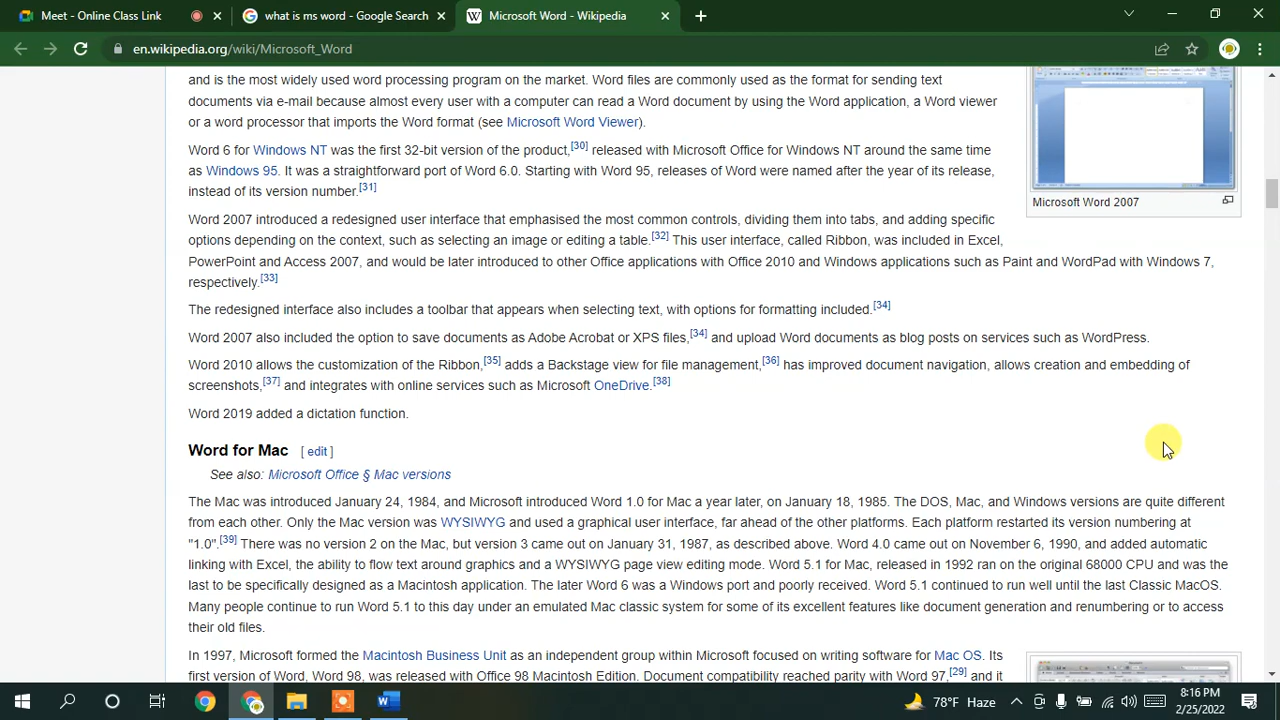 Meet - Online Class Link
what is ms word - Google Search
Microsoft Word - Wikipedia
en.wikipedia.org/wiki/Microsoft_Word
and is the most widely used word processing program in the market. Word files are commonly used as the format for sending text
documents via e-mail because almost every user with a computer can read a Word document by using the Word application, a Word viewer
or a word processor that imports the Word format (see Microsoft Word Viewer).
Word 6 for Windows NT was the first 32-bit version of the product,[30] released with Microsoft Office for Windows NT around the same time
as Windows 95. It was a straightforward port of Word 6.0. Starting with Word 95, releases of Word were named after the year of its release,
instead of its version number.[31]
Microsoft Word 2007
Word 2007 introduced a resigned user interface that emphasised the most common controls, dividing them into tabs, and adding specific
options depending on the context, such as selecting an image or editing a table.[32] This user interface, called Ribbon, was included in Excel,
PowerPoint and Access 2007, and would be later introduced to other Office applications with Office 2010 and Windows applications such as Paint and WordPad with Windows 7,
respectively.[33]
The redesigned interface also includes a toolbar that appears when selecting text, with options for formatting included.[34]
Word 2007 also included the option to save documents as Adobe Acrobat or XPS files,[34] and upload Word documents as blog posts on services such as WordPress.
Word 2010 allows the customization of the Ribbon,[35] adds a Backstage view for file management,[36] has improved document navigation, allows creation and embedding of
screenshots,[37] and integrates with online services such as Microsoft OneDrive.[38]
Word 2019 added a dictation function.
Word for Mac [ edit ]
See also: Microsoft Office § Mac versions
The Mac was introduced January 24, 1984, and Microsoft introduced Word 1.0 for Mac a year later, on January 18, 1985. The DOS, Mac, and Windows versions are quite different
from each other. Only the Mac version was WYSIWYG and used a graphical user interface, far ahead of the other platforms. Each platform restarted its version numbering at
"1.0".[39] There was no version 2 on the Mac, but version 3 came out on January 31, 1987, as described above. Word 4.0 came out on November 6, 1990, and added automatic
linking with Excel, the ability to flow text around graphics and a WYSIWYG page view editing mode. Word 5.1 for Mac, released in 1992 ran on the original 68000 CPU and was the
last to be specifically designed as a Macintosh application. The later Word 6 was a Windows port and poorly received. Word 5.1 continued to run well until the last Classic MacOS.
Many people continue to run Word 5.1 to this day under an emulated Mac classic system for some of its excellent features like document generation and renumbering or to access
their old files.
In 1997, Microsoft formed the Macintosh Business Unit as an independent group within Microsoft focused on writing software for Mac OS. Its
78°F Haze
8:16 PM
2/25/2022